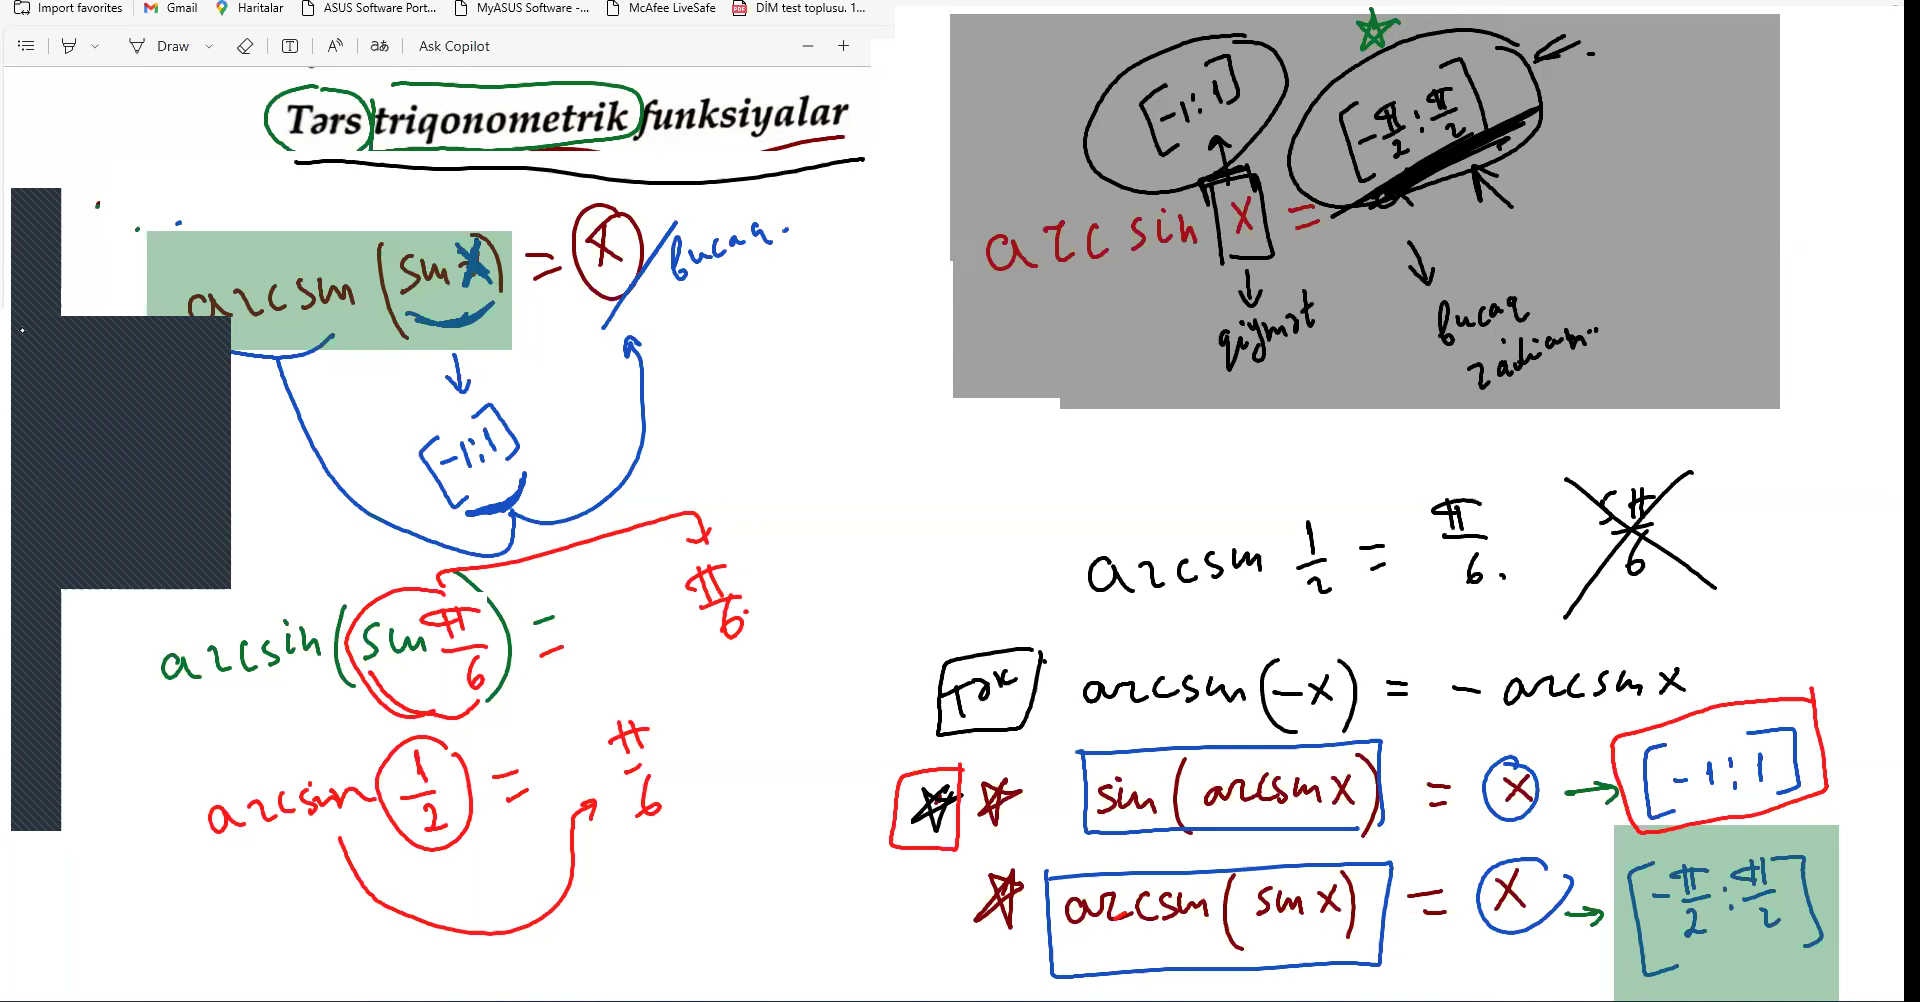 Import favorites Gmail Haritalar ASUS Software Port... MyASUS Software -... McAfee LiveSafe DİM test toplusu. 1...
Draw Ask Copilot
Tərs triqonometrik funksiyalar
arcsin (sin x) = x bucaq.
[-1:1]
arcsin (sin π/6) = π/6.
arcsin 1/2 = π/6
[-1:1] [-π/2:π/2]
arcsin x =
qiymət bucaq
radian..
arcsin 1/2 = π/6. 5π/6
Tək arcsin (-x) = - arcsin x
sin (arcsin x) = x → [-1:1]
arcsin (sin x) = x → [-π/2:π/2]